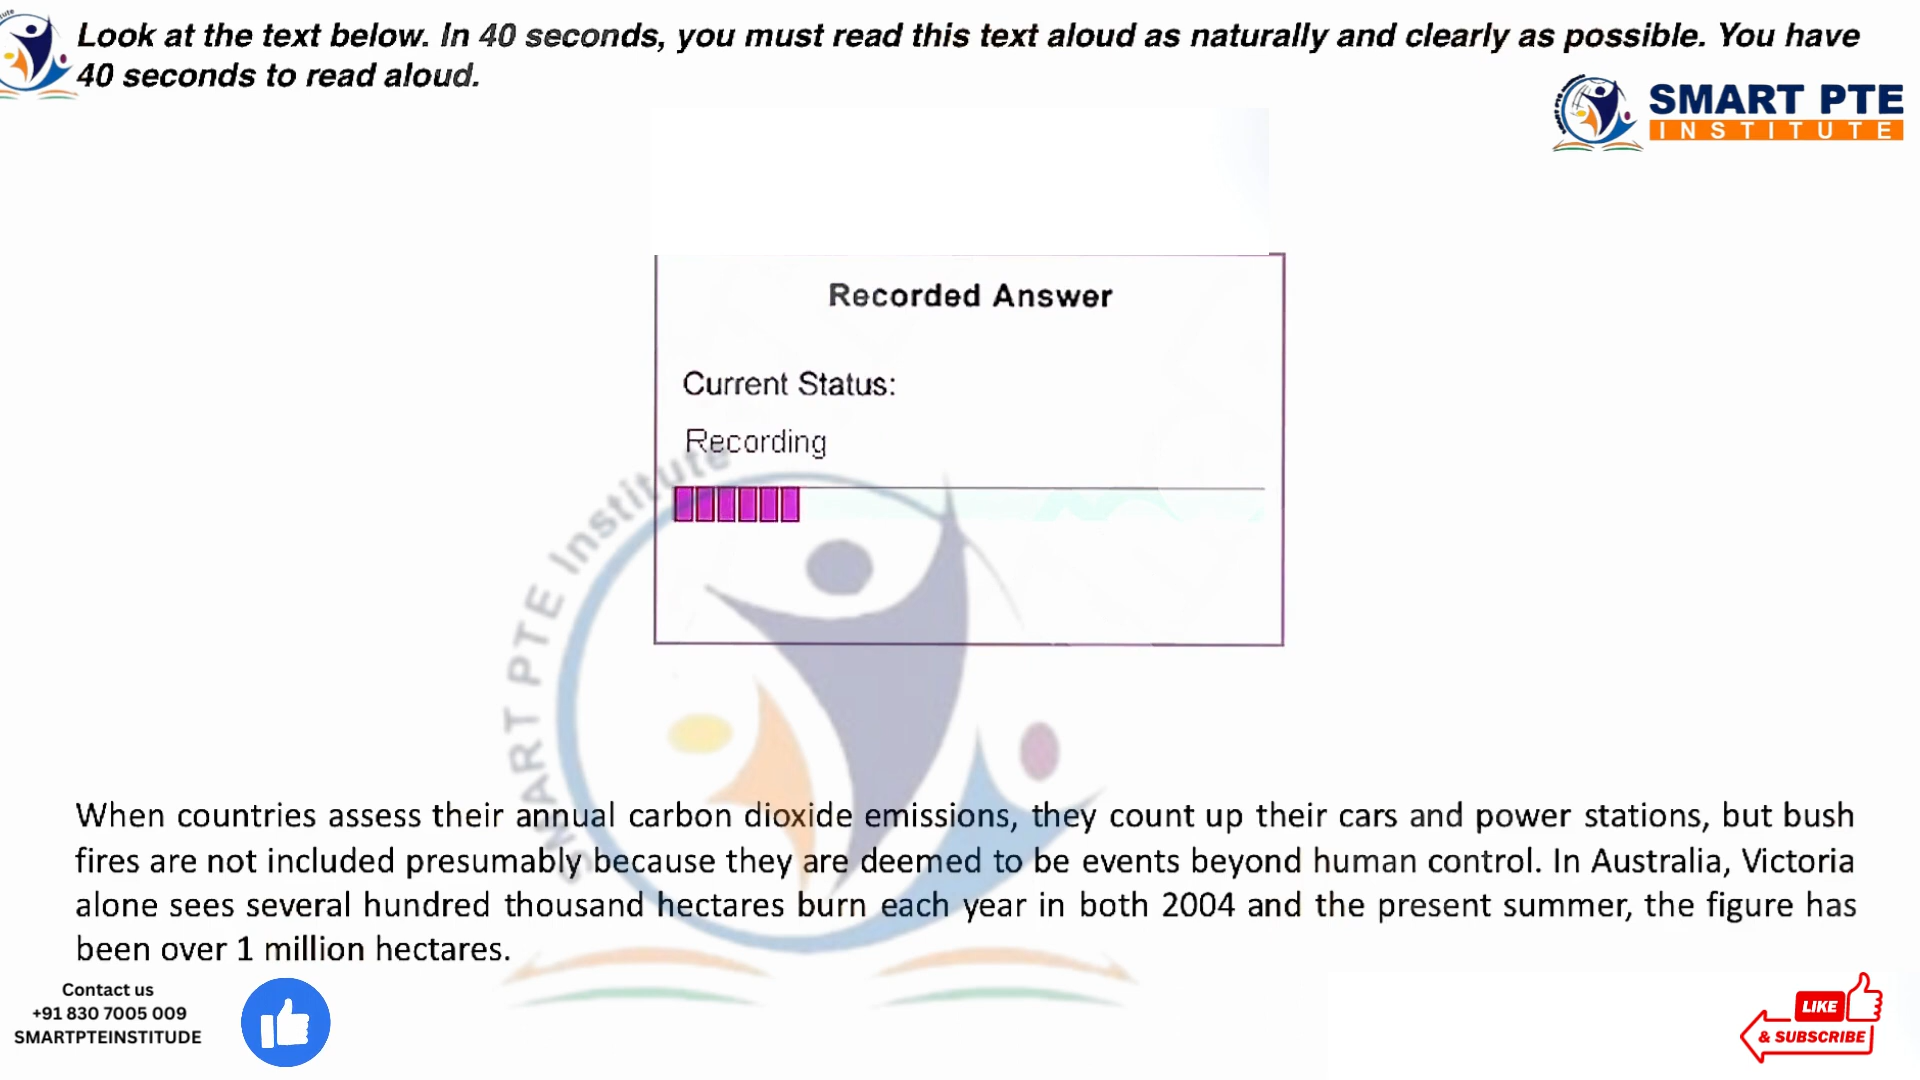 Look at the text below. In 40 seconds, you must read this text aloud as naturally and clearly as possible. You have
40 seconds to read aloud.
SMART PTE
INSTITUTE
Recorded Answer
Current Status:
Recording
SMART PTE Institute
When countries assess their annual carbon dioxide emissions, they count up their cars and power stations, but bush
fires are not included presumably because they are deemed to be events beyond human control. In Australia, Victoria
alone sees several hundred thousand hectares burn each year in both 2004 and the present summer, the figure has
been over 1 million hectares.
Contact us
+91 830 7005 009
SMARTPTEINSTITUDE
LIKE
& SUBSCRIBE